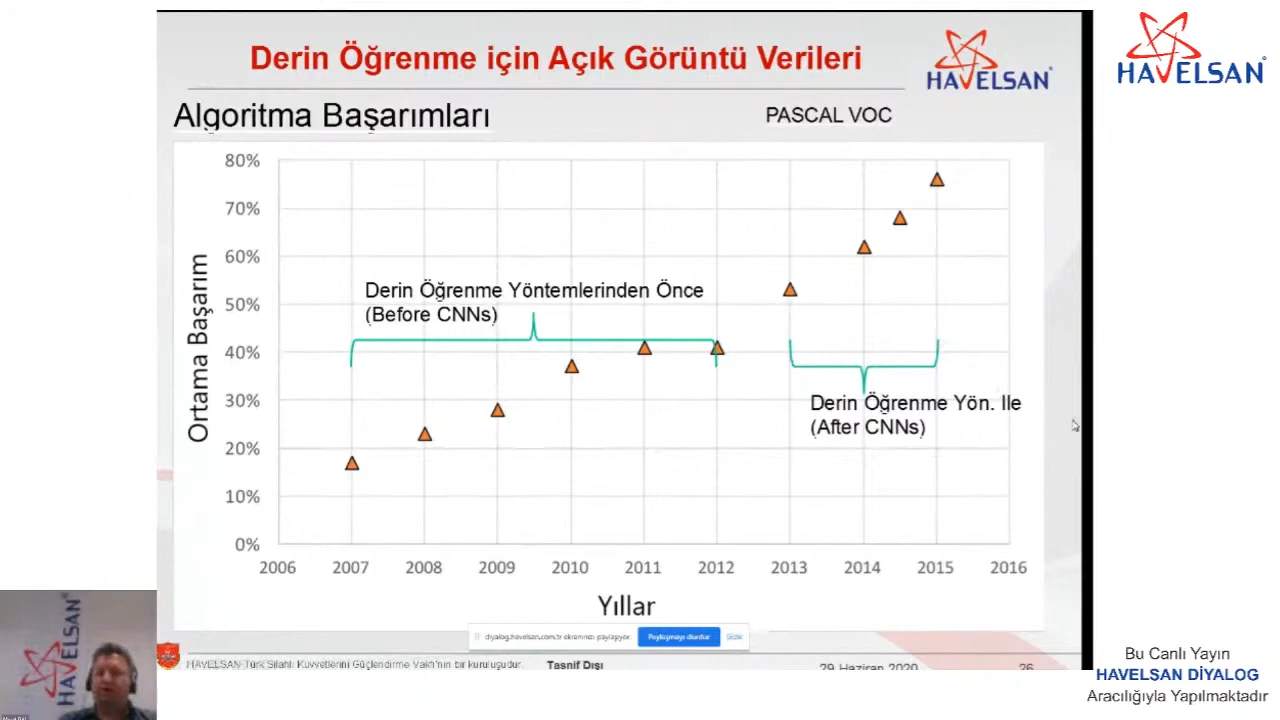 Derin Öğrenme için Açık Görüntü Verileri
HAVELSAN
HAVELSAN
Algoritma Başarımları
PASCAL VOC
80%
70%
60%
50%
40%
30%
20%
10%
0%
Ortama Başarım
Derin Öğrenme Yöntemlerinden Önce
(Before CNNs)
Derin Öğrenme Yön. Ile
(After CNNs)
2006 2007 2008 2009 2010 2011 2012 2013 2014 2015 2016
Yıllar
diyalog.havelsan.com.tr ekranınızı paylaşıyor.
Paylaşmayı durdur
Gizle
HAVELSAN Türk Silahlı Kuvvetlerini Güçlendirme Vakfı'nın bir kuruluşudur.
Tasnif Dışı
29 Haziran 2020
26
HAVELSAN
Bu Canlı Yayın
HAVELSAN DİYALOG
Aracılığıyla Yapılmaktadır